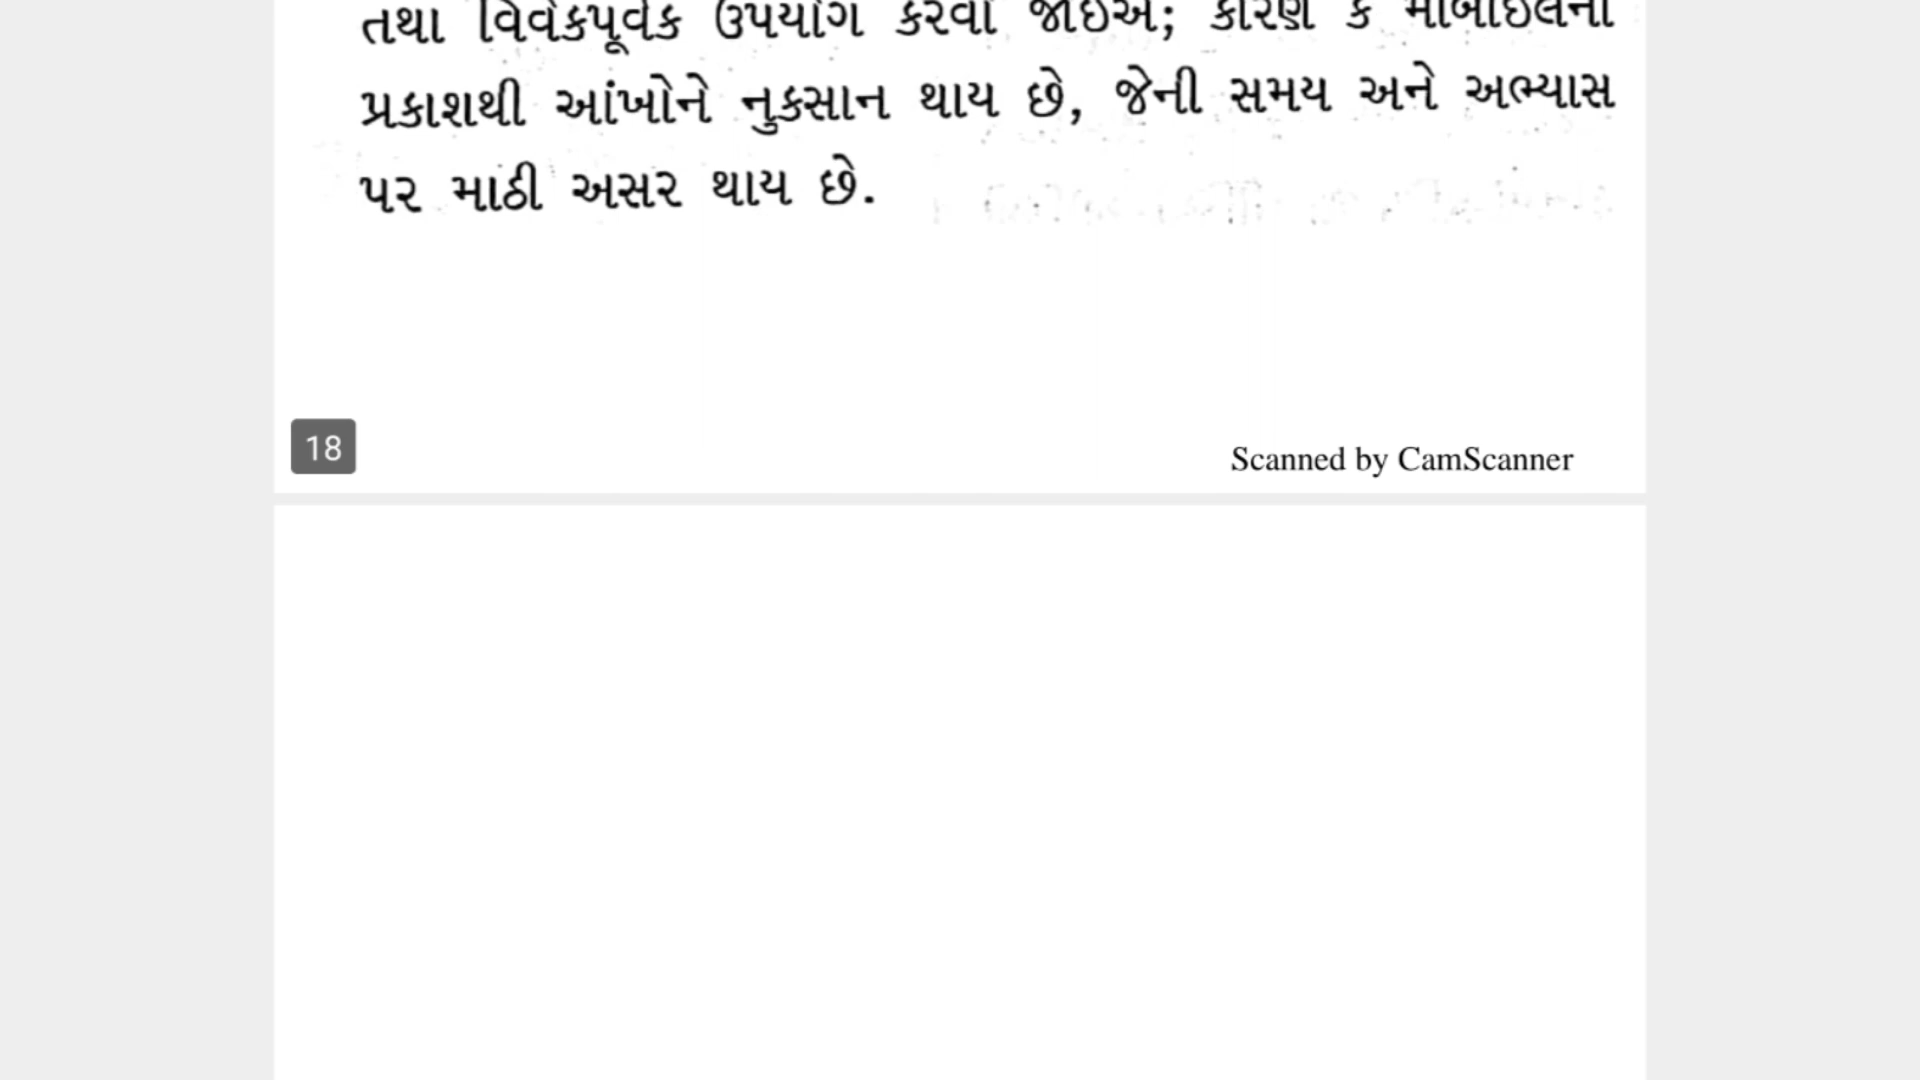 તથા વિવેકપૂર્વક ઉપયોગ કરવો જોઈએ; કારણ કે મોબાઈલના
પ્રકાશથી આંખોને નુકસાન થાય છે, જેની સમય અને અભ્યાસ
પર માઠી અસર થાય છે.
18
Scanned by CamScanner